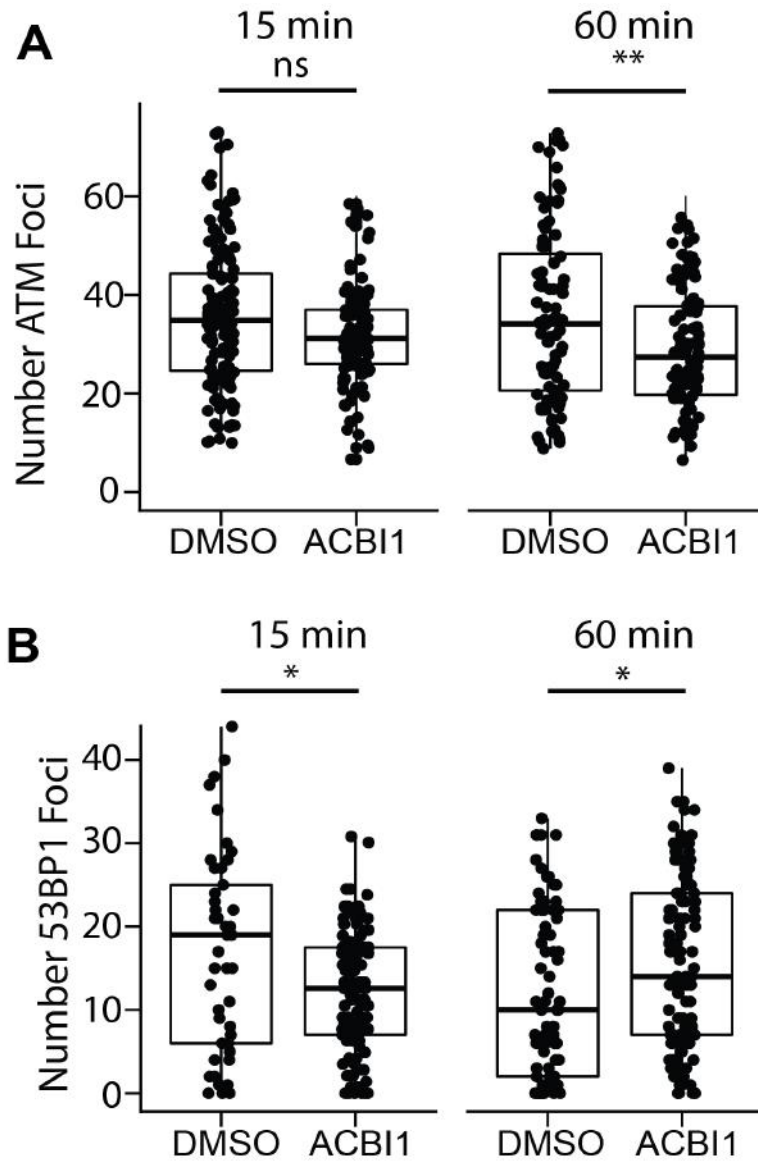 A
15 min
60 min
ns
**
Number ATM Foci
60
40
20
0
DMSO
ACBI1
DMSO
ACBI1
B
15 min
60 min
*
*
Number 53BP1 Foci
40
30
20
10
0
DMSO
ACBI1
DMSO
ACBI1